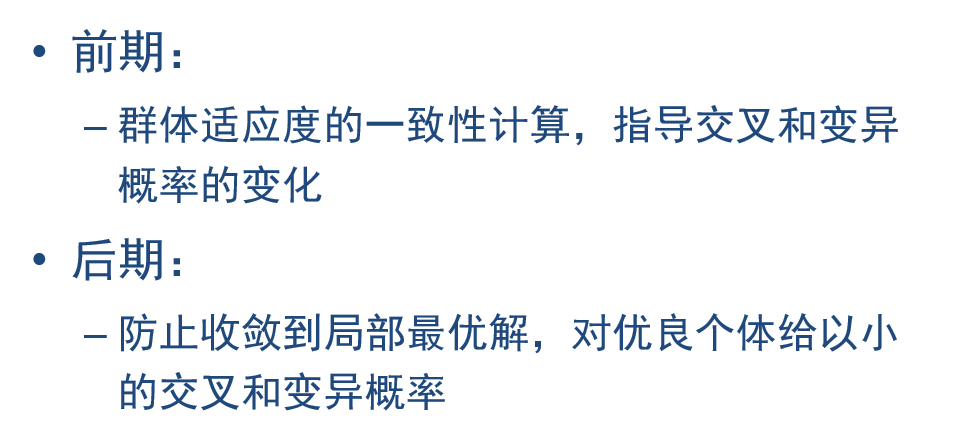 • 前期：
– 群体适应度的一致性计算，指导交叉和变异
概率的变化
• 后期：
– 防止收敛到局部最优解，对优良个体给以小
的交叉和变异概率